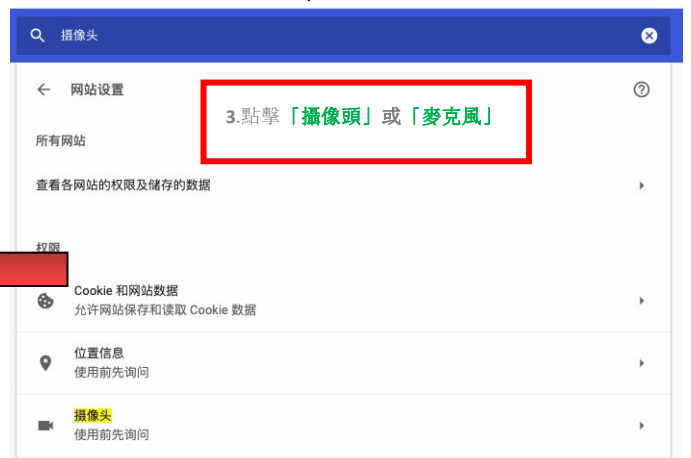 摄像头
网站设置
3.點擊「攝像頭」或「麥克風」
所有网站
查看各网站的权限及储存的数据
权限
Cookie 和网站数据
允许网站保存和读取 Cookie 数据
位置信息
使用前先询问
摄像头
使用前先询问